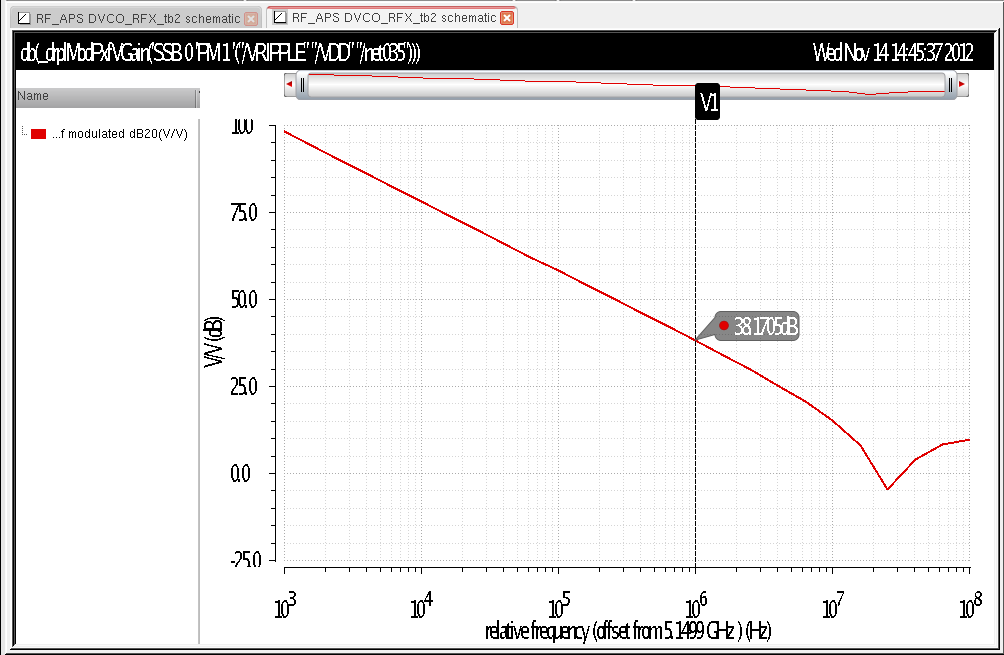 RF_APS DVCO_RFX_tb2 schematic
RF_APS DVCO_RFX_tb2 schematic
db(_drplModPxfVGain('SSB 0 'FM 1 '("/VRIPPLE" "/VDD" "/net035")))
Wed Nov 14 14:45:37 2012
Name
...f modulated dB20(V/V)
V1
100
75.0
50.0
25.0
0.0
-25.0
V/V (dB)
38.1705dB
10^3
10^4
10^5
10^6
10^7
10^8
relative frequency (offset from 5.1499 GHz ) (Hz)